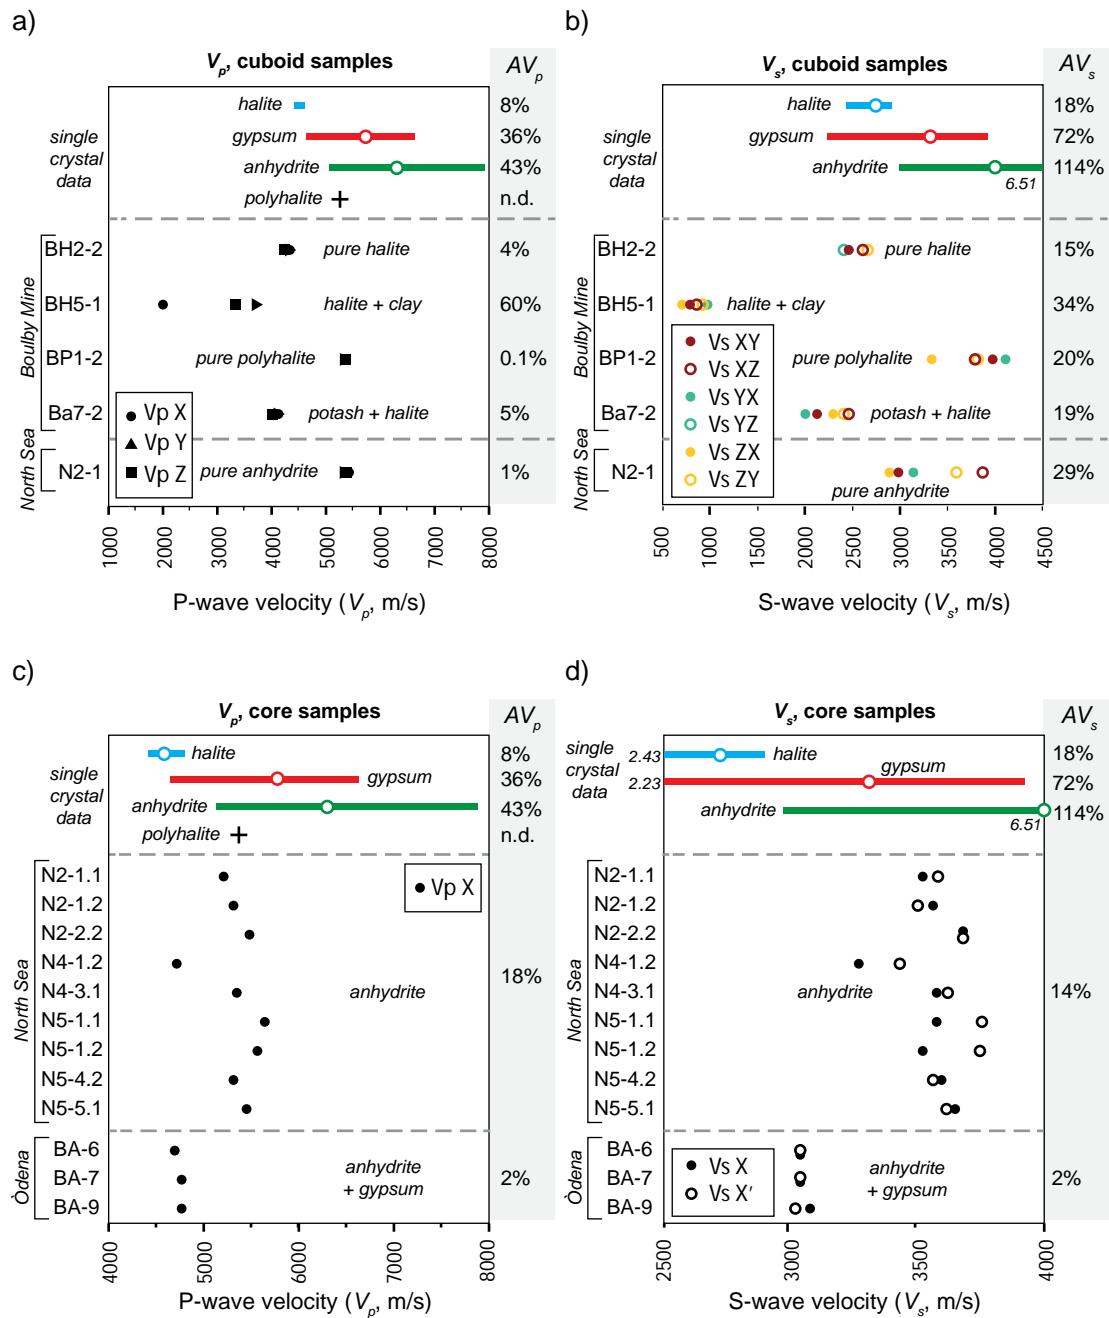 a)
Vp, cuboid samples
AVp
single
crystal
data
halite
8%
gypsum
36%
anhydrite
43%
polyhalite
n.d.
Boulby Mine
BH2-2
pure halite
4%
BH5-1
halite + clay
60%
BP1-2
pure polyhalite
0.1%
Ba7-2
potash + halite
5%
North Sea
N2-1
pure anhydrite
1%
Vp X
Vp Y
Vp Z
1000
2000
3000
4000
5000
6000
7000
8000
P-wave velocity (Vp, m/s)
b)
Vs, cuboid samples
AVs
single
crystal
data
halite
18%
gypsum
72%
anhydrite
114%
6.51
Boulby Mine
BH2-2
pure halite
15%
BH5-1
halite + clay
34%
BP1-2
pure polyhalite
20%
Ba7-2
potash + halite
19%
North Sea
N2-1
pure anhydrite
29%
Vs XY
Vs XZ
Vs YX
Vs YZ
Vs ZX
Vs ZY
500
1000
2000
3000
4000
4500
S-wave velocity (Vs, m/s)
c)
Vp, core samples
AVp
single
crystal
data
halite
8%
gypsum
36%
anhydrite
43%
polyhalite
n.d.
Vp X
North Sea
N2-1.1
N2-1.2
N2-2.2
N4-1.2
N4-3.1
N5-1.1
N5-1.2
N5-4.2
N5-5.1
anhydrite
18%
Òdena
BA-6
BA-7
BA-9
anhydrite
+ gypsum
2%
4000
5000
6000
7000
8000
P-wave velocity (Vp, m/s)
d)
Vs, core samples
AVs
single
crystal
data
2.43
halite
18%
2.23
gypsum
72%
anhydrite
6.51
114%
North Sea
N2-1.1
N2-1.2
N2-2.2
N4-1.2
N4-3.1
N5-1.1
N5-1.2
N5-4.2
N5-5.1
anhydrite
14%
Òdena
BA-6
BA-7
BA-9
Vs X
Vs X′
anhydrite
+ gypsum
2%
2500
3000
3500
4000
S-wave velocity (Vs, m/s)